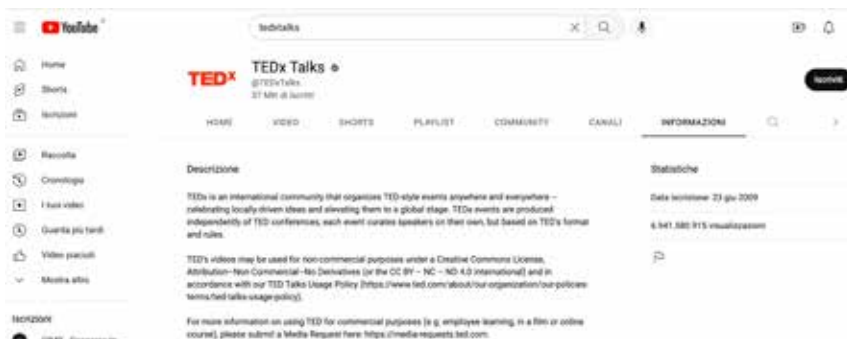 YouTube
tedxtalks
Home
Shorts
Iscrizioni
Raccolta
Cronologia
I tuoi video
Guarda più tardi
Video piaciuti
Mostra altro
Iscrizioni
TEDx
TEDx Talks
@TEDxTalks
Iscriviti
HOME VIDEO SHORTS PLAYLIST COMMUNITY CANALI INFORMAZIONI
Descrizione
TEDx is an international community that organizes TED-style events anywhere and everywhere –
celebrating locally-driven ideas and elevating them to a global stage. TEDx events are produced
independently of TED conferences, each event curates speakers on their own, but based on TED's format
and rules.
TED's videos may be used for non-commercial purposes under a Creative Commons License,
Attribution–Non Commercial–No Derivatives (or the CC BY – NC – ND 4.0 international) and in
accordance with our TED Talks Usage Policy (https://www.ted.com/about/our-organization/our-policies-
terms/ted-talks-usage-policy).
For more information on using TED for commercial purposes (e.g. employee learning, in a film or online
course), please submit a Media Request here: https://media-requests.ted.com
Statistiche
Data iscrizione: 23 giu 2009
6.941.580.915 visualizzazioni